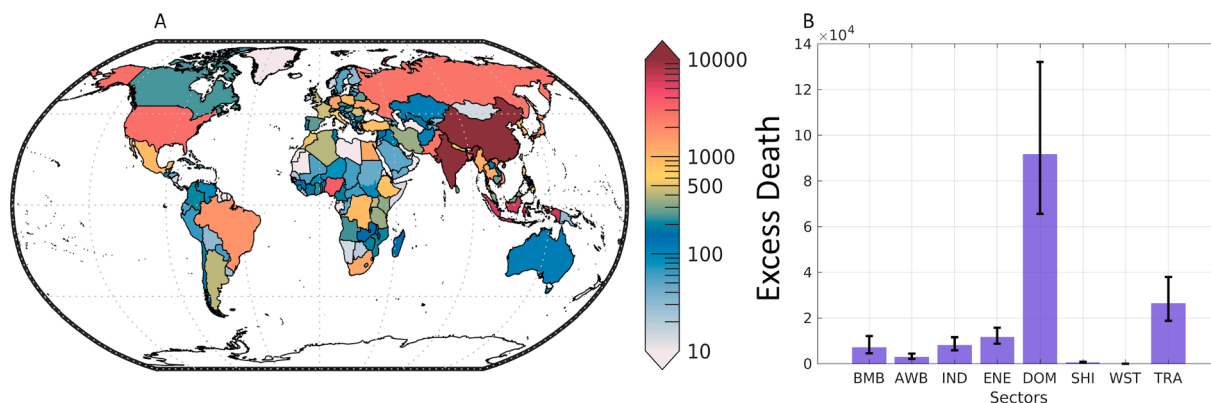 A
10000
1000
500
100
10
B
×10⁴
14
12
10
8
6
4
2
0
Excess Death
BMB AWB IND ENE DOM SHI WST TRA
Sectors